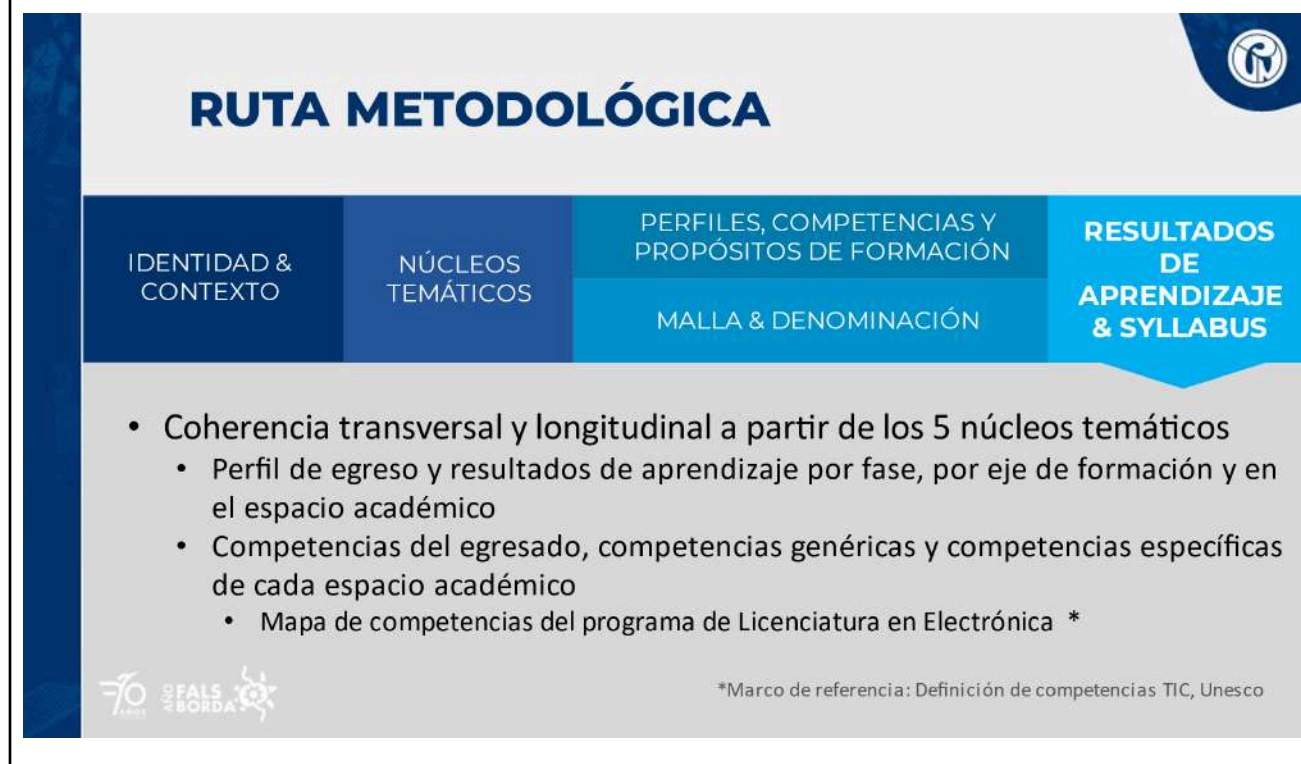 RUTA METODOLÓGICA
IDENTIDAD &
CONTEXTO
NÚCLEOS
TEMÁTICOS
PERFILES, COMPETENCIAS Y
PROPÓSITOS DE FORMACIÓN
MALLA & DENOMINACIÓN
RESULTADOS
DE
APRENDIZAJE
& SYLLABUS
• Coherencia transversal y longitudinal a partir de los 5 núcleos temáticos
• Perfil de egreso y resultados de aprendizaje por fase, por eje de formación y en
el espacio académico
• Competencias del egresado, competencias genéricas y competencias específicas
de cada espacio académico
• Mapa de competencias del programa de Licenciatura en Electrónica *
70
AÑOS
AÑO
FALS
BORDA
*Marco de referencia: Definición de competencias TIC, Unesco